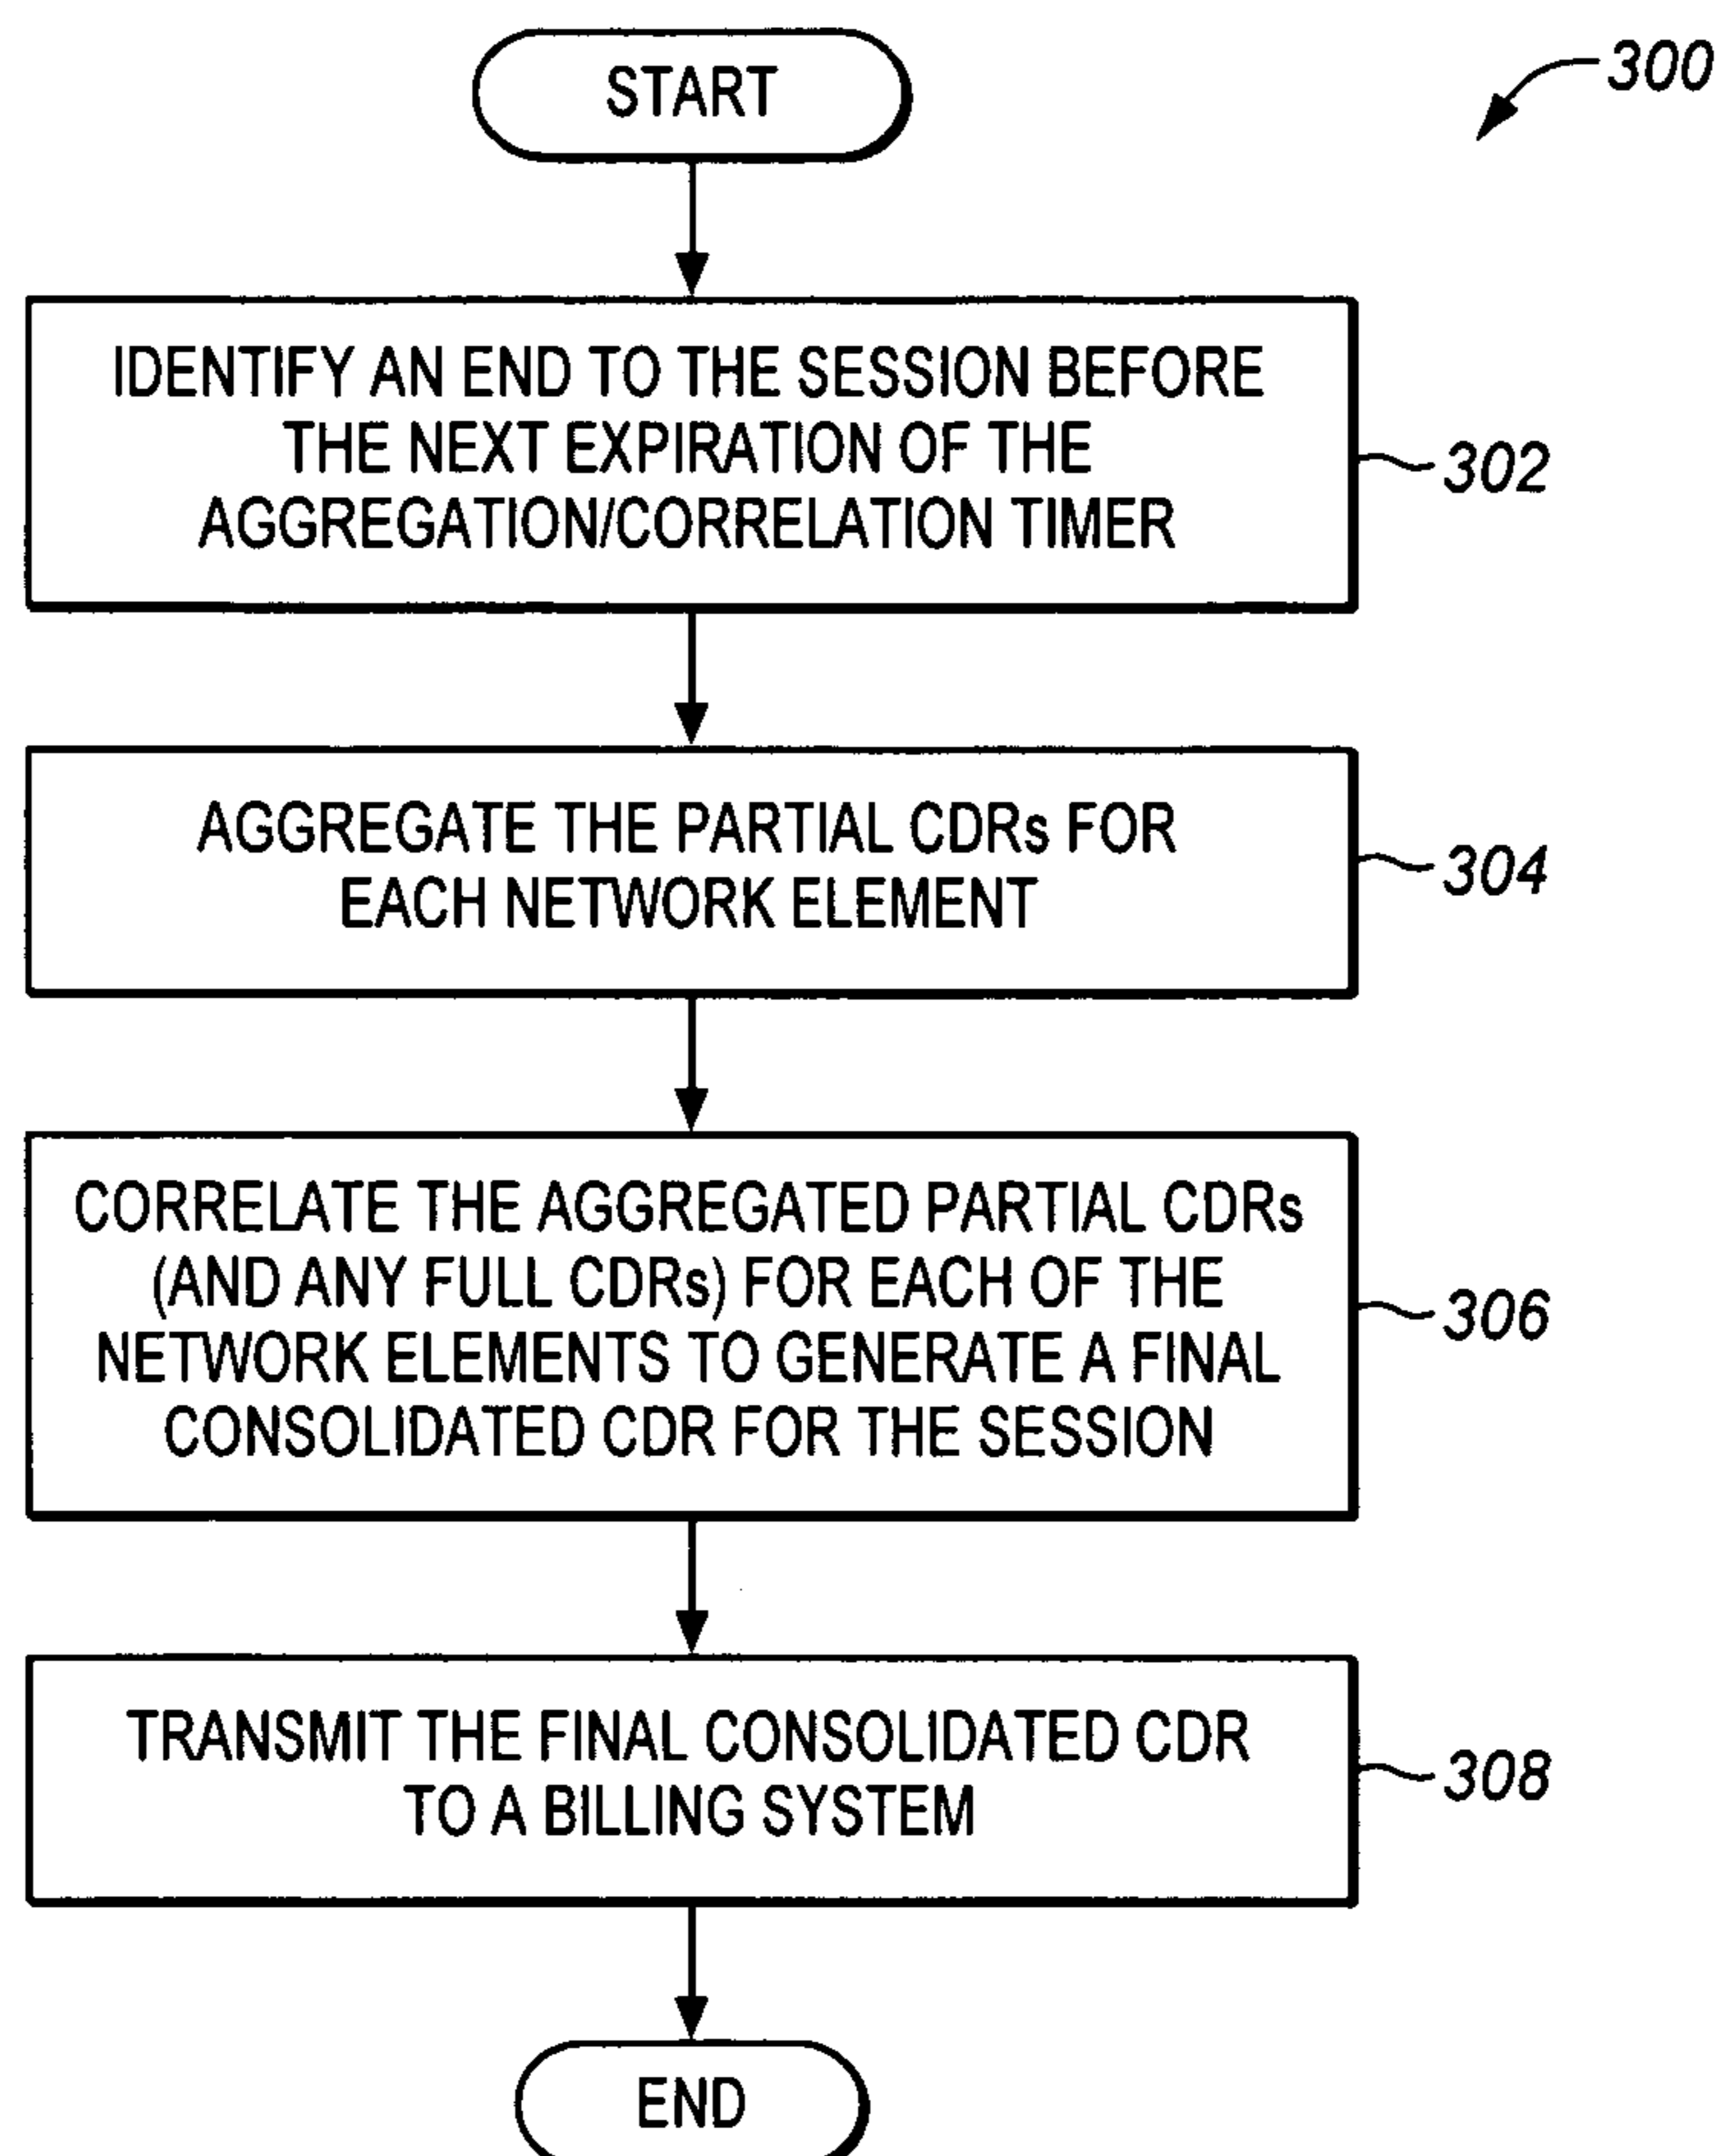 START
300
IDENTIFY AN END TO THE SESSION BEFORE
THE NEXT EXPIRATION OF THE
AGGREGATION/CORRELATION TIMER
302
AGGREGATE THE PARTIAL CDRs FOR
EACH NETWORK ELEMENT
304
CORRELATE THE AGGREGATED PARTIAL CDRs
(AND ANY FULL CDRs) FOR EACH OF THE
NETWORK ELEMENTS TO GENERATE A FINAL
CONSOLIDATED CDR FOR THE SESSION
306
TRANSMIT THE FINAL CONSOLIDATED CDR
TO A BILLING SYSTEM
308
END